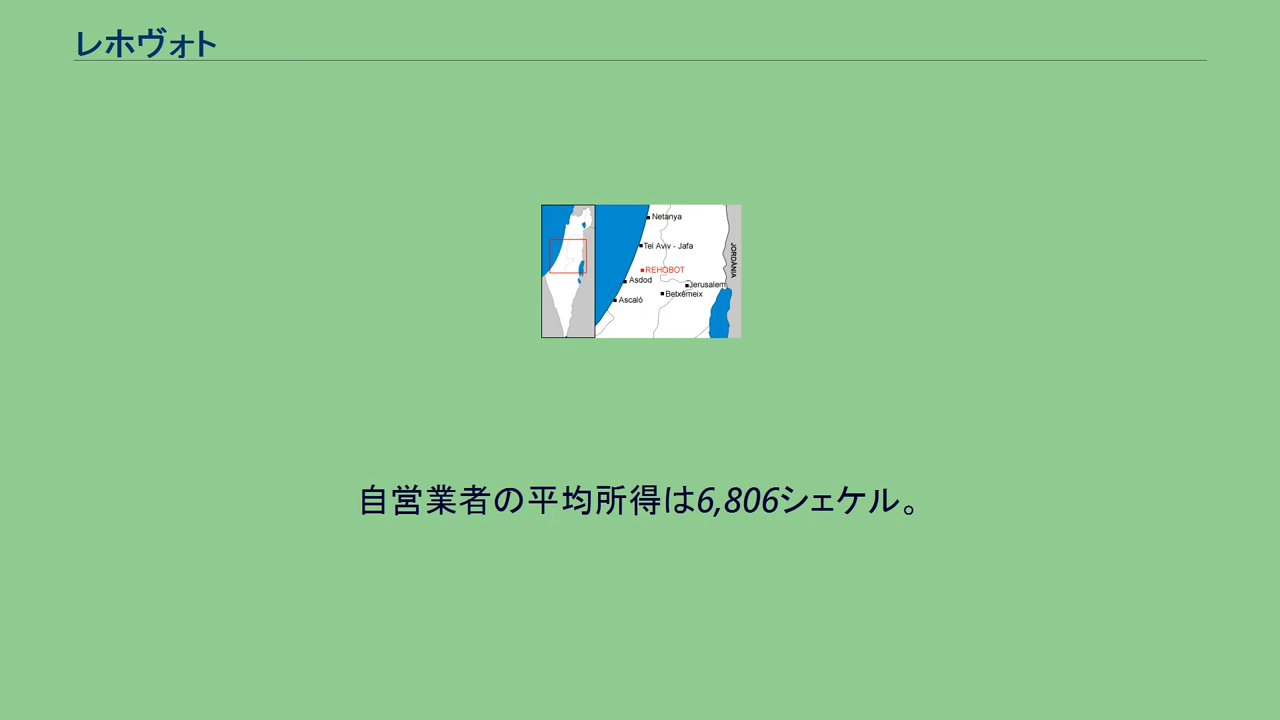 レホヴォト
Netanya
Tel Aviv - Jafa
REHOBOT
Asdod
Jerusalem
Betxémeix
Ascaló
JORDÀNIA
自営業者の平均所得は6,806シェケル。